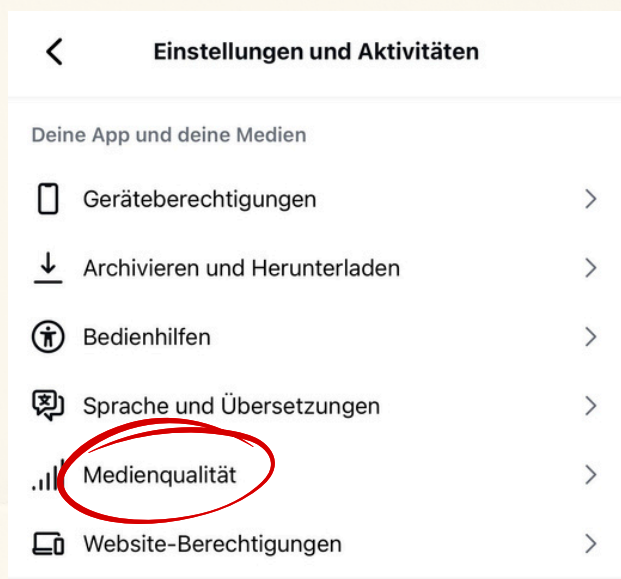 Einstellungen und Aktivitäten
Deine App und deine Medien
Geräteberechtigungen
Archivieren und Herunterladen
Bedienhilfen
Sprache und Übersetzungen
Medienqualität
Website-Berechtigungen